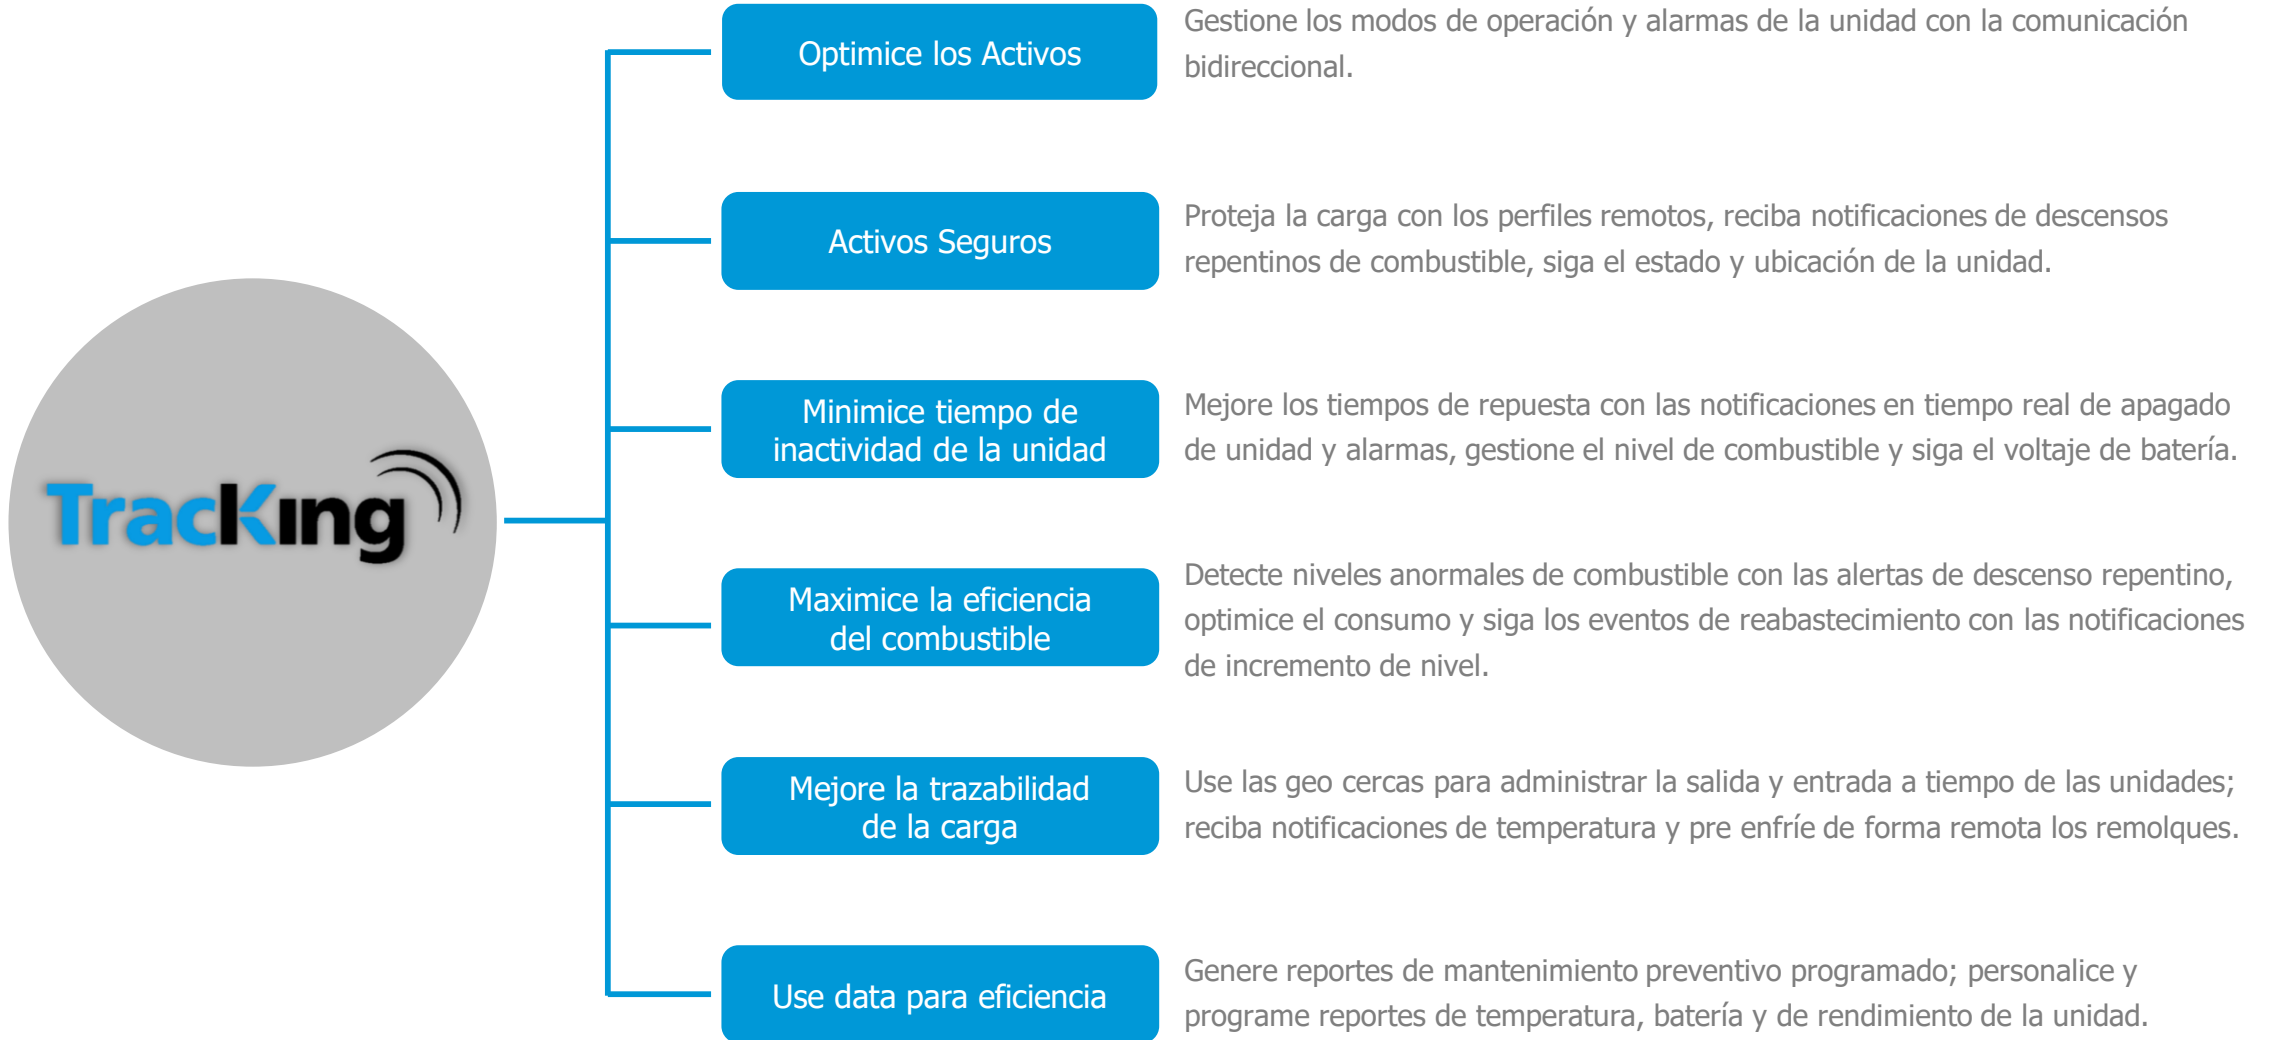 Optimice los Activos
Gestione los modos de operación y alarmas de la unidad con la comunicación
bidireccional.
Activos Seguros
Proteja la carga con los perfiles remotos, reciba notificaciones de descensos
repentinos de combustible, siga el estado y ubicación de la unidad.
Minimice tiempo de
inactividad de la unidad
Mejore los tiempos de repuesta con las notificaciones en tiempo real de apagado
de unidad y alarmas, gestione el nivel de combustible y siga el voltaje de batería.
TracKing
Maximice la eficiencia
del combustible
Detecte niveles anormales de combustible con las alertas de descenso repentino,
optimice el consumo y siga los eventos de reabastecimiento con las notificaciones
de incremento de nivel.
Mejore la trazabilidad
de la carga
Use las geo cercas para administrar la salida y entrada a tiempo de las unidades;
reciba notificaciones de temperatura y pre enfríe de forma remota los remolques.
Use data para eficiencia
Genere reportes de mantenimiento preventivo programado; personalice y
programe reportes de temperatura, batería y de rendimiento de la unidad.